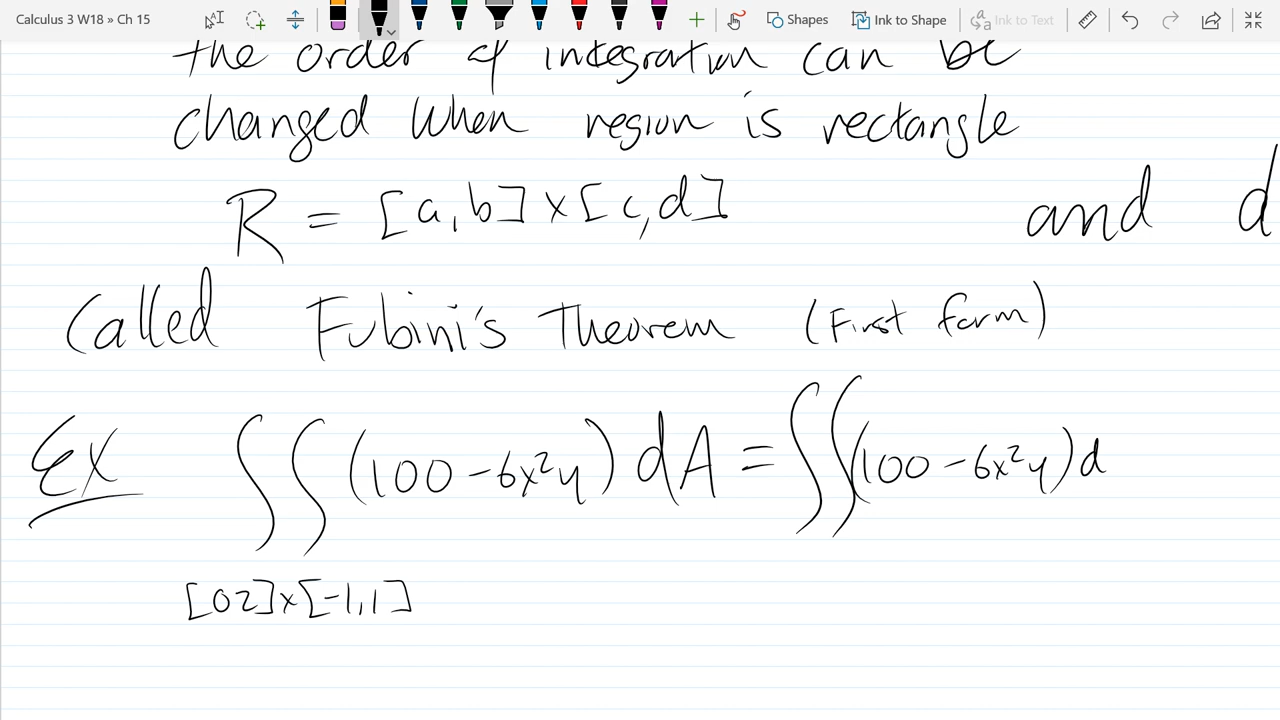 Calculus 3 W18 » Ch 15
Shapes Ink to Shape Ink to Text
the order of integration can be
changed when region is rectangle
R = [a,b]×[c,d] and d
Called Fubini's Theorem (First form)
Ex ∫∫ (100-6x²y) dA = ∫∫(100-6x²y)d
[0 2]×[-1,1]